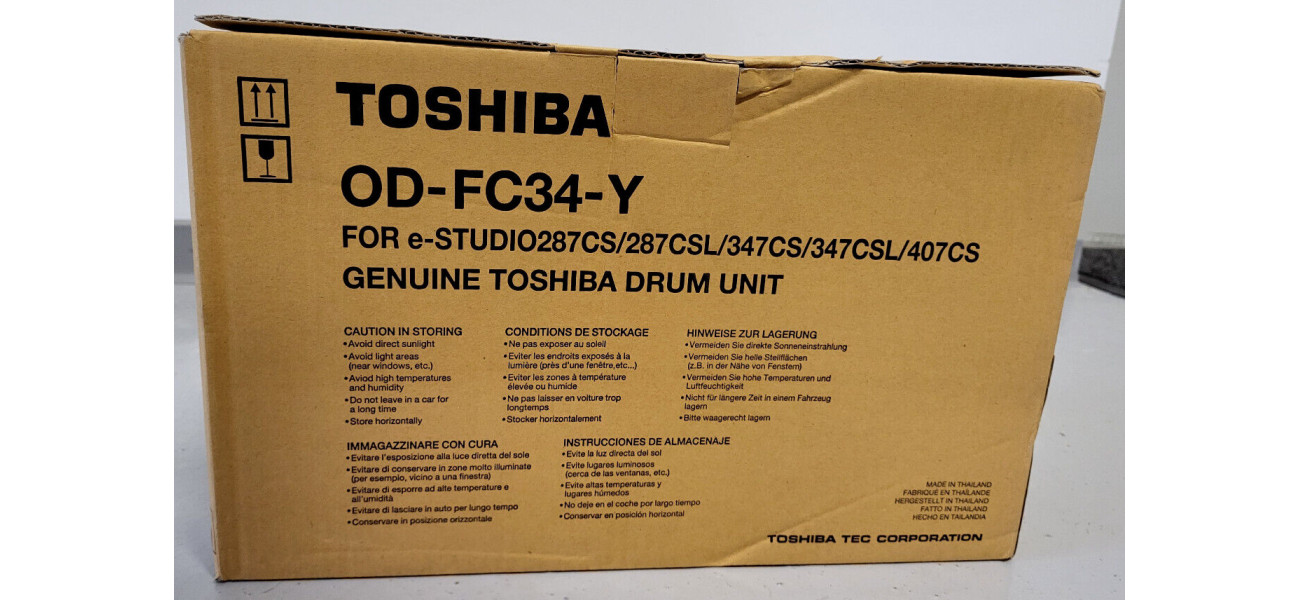 TOSHIBA
OD-FC34-Y
FOR e-STUDIO287CS/287CSL/347CS/347CSL/407CS
GENUINE TOSHIBA DRUM UNIT
CAUTION IN STORING
•Avoid direct sunlight
•Avoid light areas
(near windows, etc.)
•Aviod high temperatures
and humidity
•Do not leave in a car for
a long time
•Store horizontally
CONDITIONS DE STOCKAGE
•Ne pas exposer au soleil
•Eviter les endroits exposés à la
lumière (près d'une fenêtre,etc...)
•Eviter les zones à température
élevée ou humide
•Ne pas laisser en voiture trop
longtemps
•Stocker horizontalement
HINWEISE ZUR LAGERUNG
•Vermeiden Sie direkte Sonneneinstrahlung
•Vermeiden Sie helle Stellflächen
(z.B. in der Nähe von Fenstern)
•Vermeiden Sie hohe Temperaturen und
Luftfeuchtigkeit
•Nicht für längere Zeit in einem Fahrzeug
lagern
•Bitte waagerecht lagern
IMMAGAZZINARE CON CURA
•Evitare l'esposizione alla luce diretta del sole
•Evitare di conservare in zone molto illuminate
(per esempio, vicino a una finestra)
•Evitare di esporre ad alte temperature e
all'umidità
•Evitare di lasciare in auto per lungo tempo
•Conservare in posizione orizzontale
INSTRUCCIONES DE ALMACENAJE
•Evite la luz directa del sol
•Evite lugares luminosos
(cerca de las ventanas, etc.)
•Evite altas temperaturas y
lugares húmedos
•No deje en el coche por largo tiempo
•Conservar en posición horizontal
MADE IN THAILAND
FABRIQUÉ EN THAÏLANDE
HERGESTELLT IN THAILAND
FATTO IN THAILAND
HECHO EN TAILANDIA
TOSHIBA TEC CORPORATION